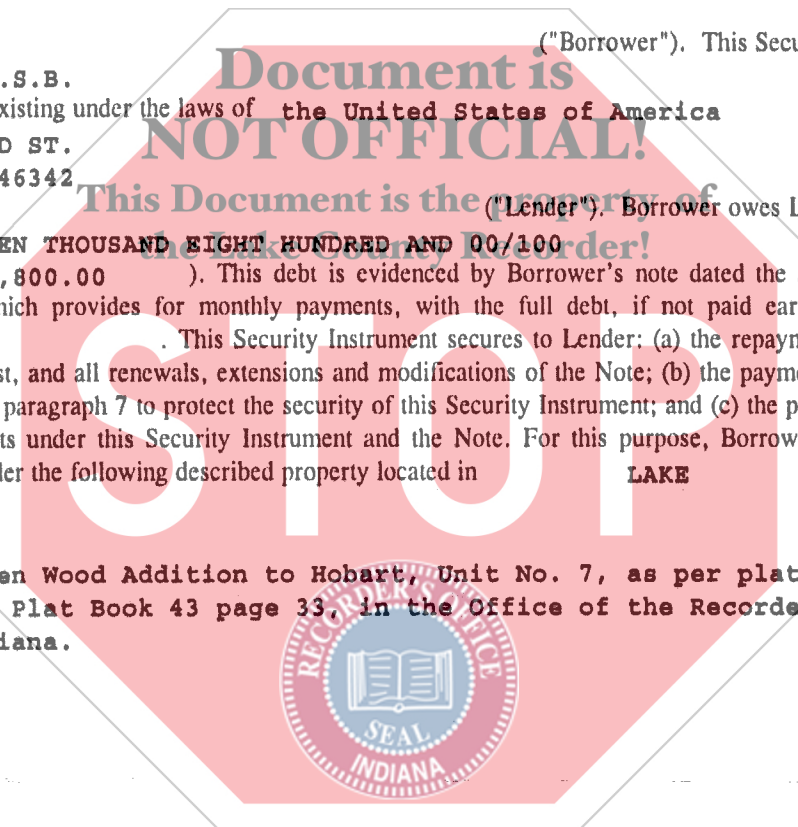 ("Borrower"). This Secu
Document is
.S.B.
xisting under the laws of the United States of America
NOT OFFICIAL!
D ST.
46342
This Document is the property of
("Lender"). Borrower owes L
EN THOUSAND EIGHT HUNDRED AND 00/100
the Lake County Recorder!
,800.00 ). This debt is evidenced by Borrower's note dated the
hich provides for monthly payments, with the full debt, if not paid ear
. This Security Instrument secures to Lender: (a) the repayn
st, and all renewals, extensions and modifications of the Note; (b) the payme
paragraph 7 to protect the security of this Security Instrument; and (c) the p
ts under this Security Instrument and the Note. For this purpose, Borrow
ler the following described property located in LAKE
STOP
en Wood Addition to Hobart, Unit No. 7, as per plat
Plat Book 43 page 33, in the Office of the Recorde
iana.
RECORDER'S OFFICE
SEAL
INDIANA